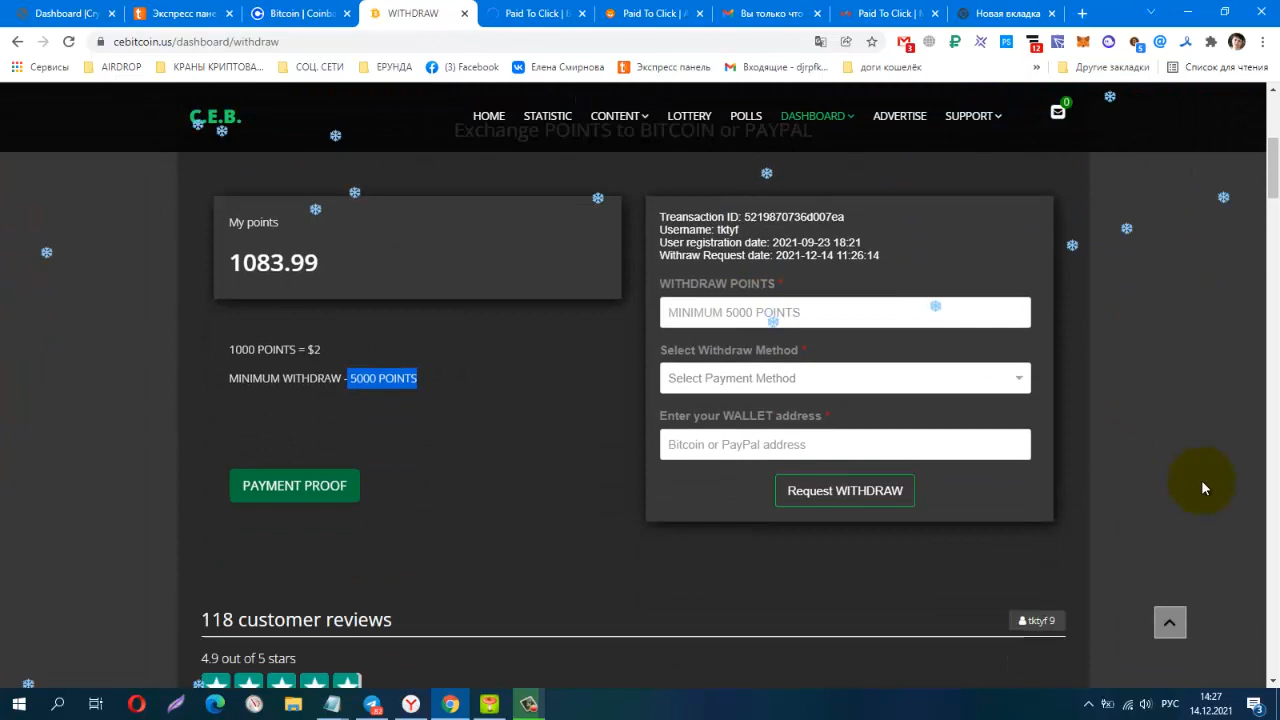 Dashboard |Cry
Экспресс пане
Bitcoin | Coinb
WITHDRAW
Paid To Click |
Paid To Click |
Вы только что
Paid To Click |
Новая вкладка
cebitcoin.us/dashboard/withdraw
3
12
5
Сервисы
AIRDROP
КРАНЫ КРИПТОВА...
СОЦ. СЕТИ
ЕРУНДА
(3) Facebook
Елена Смирнова
Экспресс панель
Входящие - djrpfk...
доги кошелёк
»
Другие закладки
Список для чтения
C.E.B.
HOME
STATISTIC
CONTENT
LOTTERY
POLLS
DASHBOARD
ADVERTISE
SUPPORT
0
Exchange POINTS to BITCOIN or PAYPAL
My points
1083.99
1000 POINTS = $2
MINIMUM WITHDRAW - 5000 POINTS
PAYMENT PROOF
Treansaction ID: 5219870736d007ea
Username: tktyf
User registration date: 2021-09-23 18:21
Withraw Request date: 2021-12-14 11:26:14
WITHDRAW POINTS *
MINIMUM 5000 POINTS
Select Withdraw Method *
Select Payment Method
Enter your WALLET address *
Bitcoin or PayPal address
Request WITHDRAW
118 customer reviews
tktyf 9
4.9 out of 5 stars
РУС
14:27
14.12.2021
3